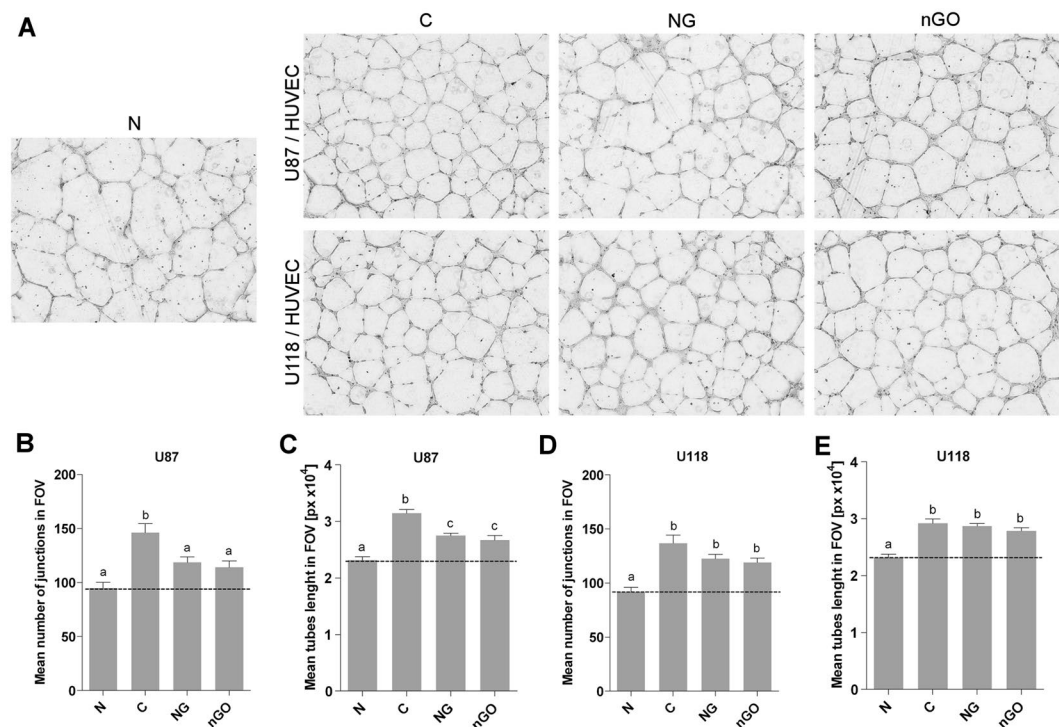 A
C
NG
nGO
N
U87 / HUVEC
U118 / HUVEC
B
U87
Mean number of junctions in FOV
200
150
100
50
0
a
b
a
a
N
C
NG
nGO
C
U87
Mean tubes lenght in FOV [px x10⁴]
4
3
2
1
0
a
b
c
c
N
C
NG
nGO
D
U118
Mean number of junctions in FOV
200
150
100
50
0
a
b
b
b
N
C
NG
nGO
E
U118
Mean tubes lenght in FOV [px x10⁴]
4
3
2
1
0
a
b
b
b
N
C
NG
nGO